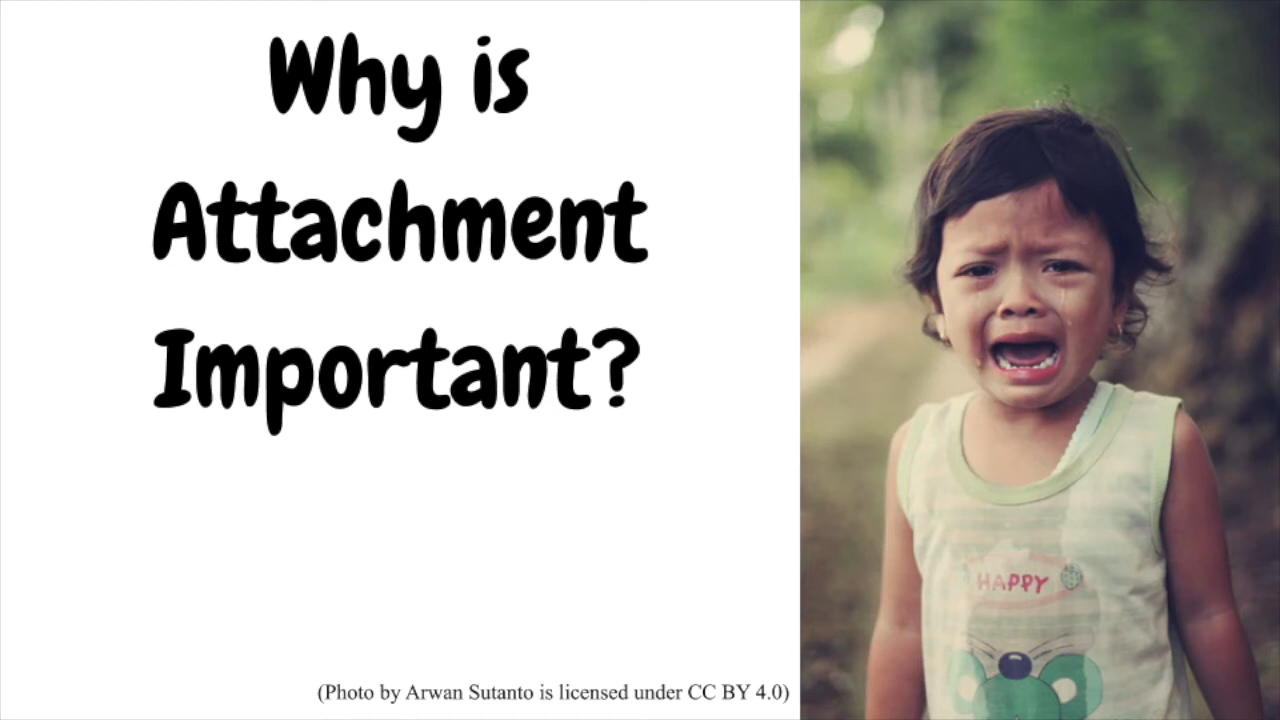 Why is
Attachment
Important?
HAPPY
(Photo by Arwan Sutanto is licensed under CC BY 4.0)